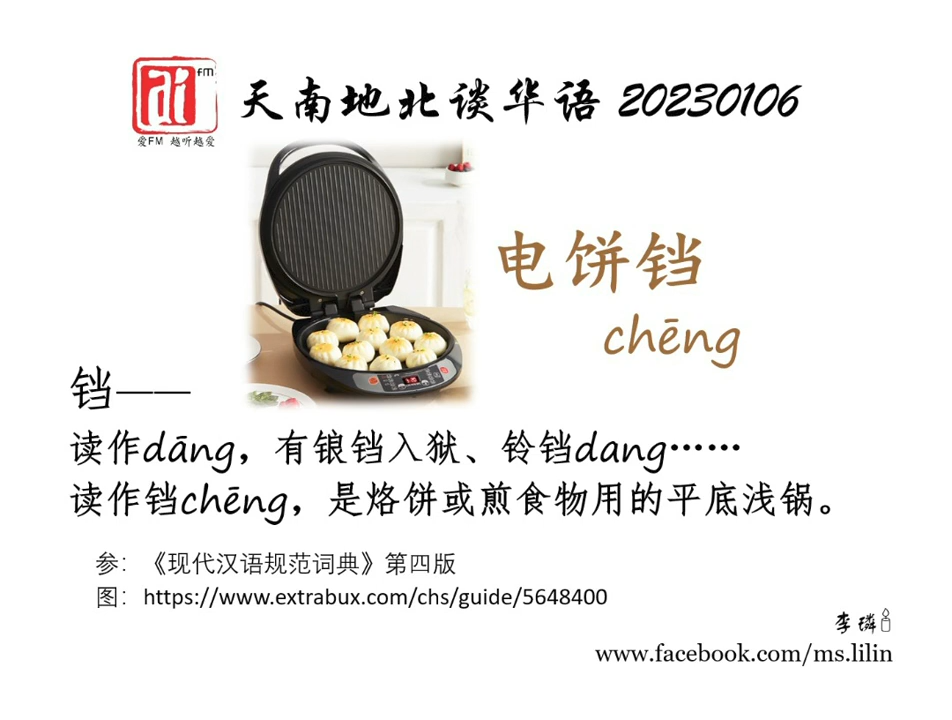 ai fm
爱FM 越听越爱
天南地北谈华语 20230106
电饼铛
chēng
铛——
读作dāng，有锒铛入狱、铃铛dang……
读作铛chēng，是烙饼或煎食物用的平底浅锅。
参：《现代汉语规范词典》第四版
图：https://www.extrabux.com/chs/guide/5648400
李璘
www.facebook.com/ms.lilin